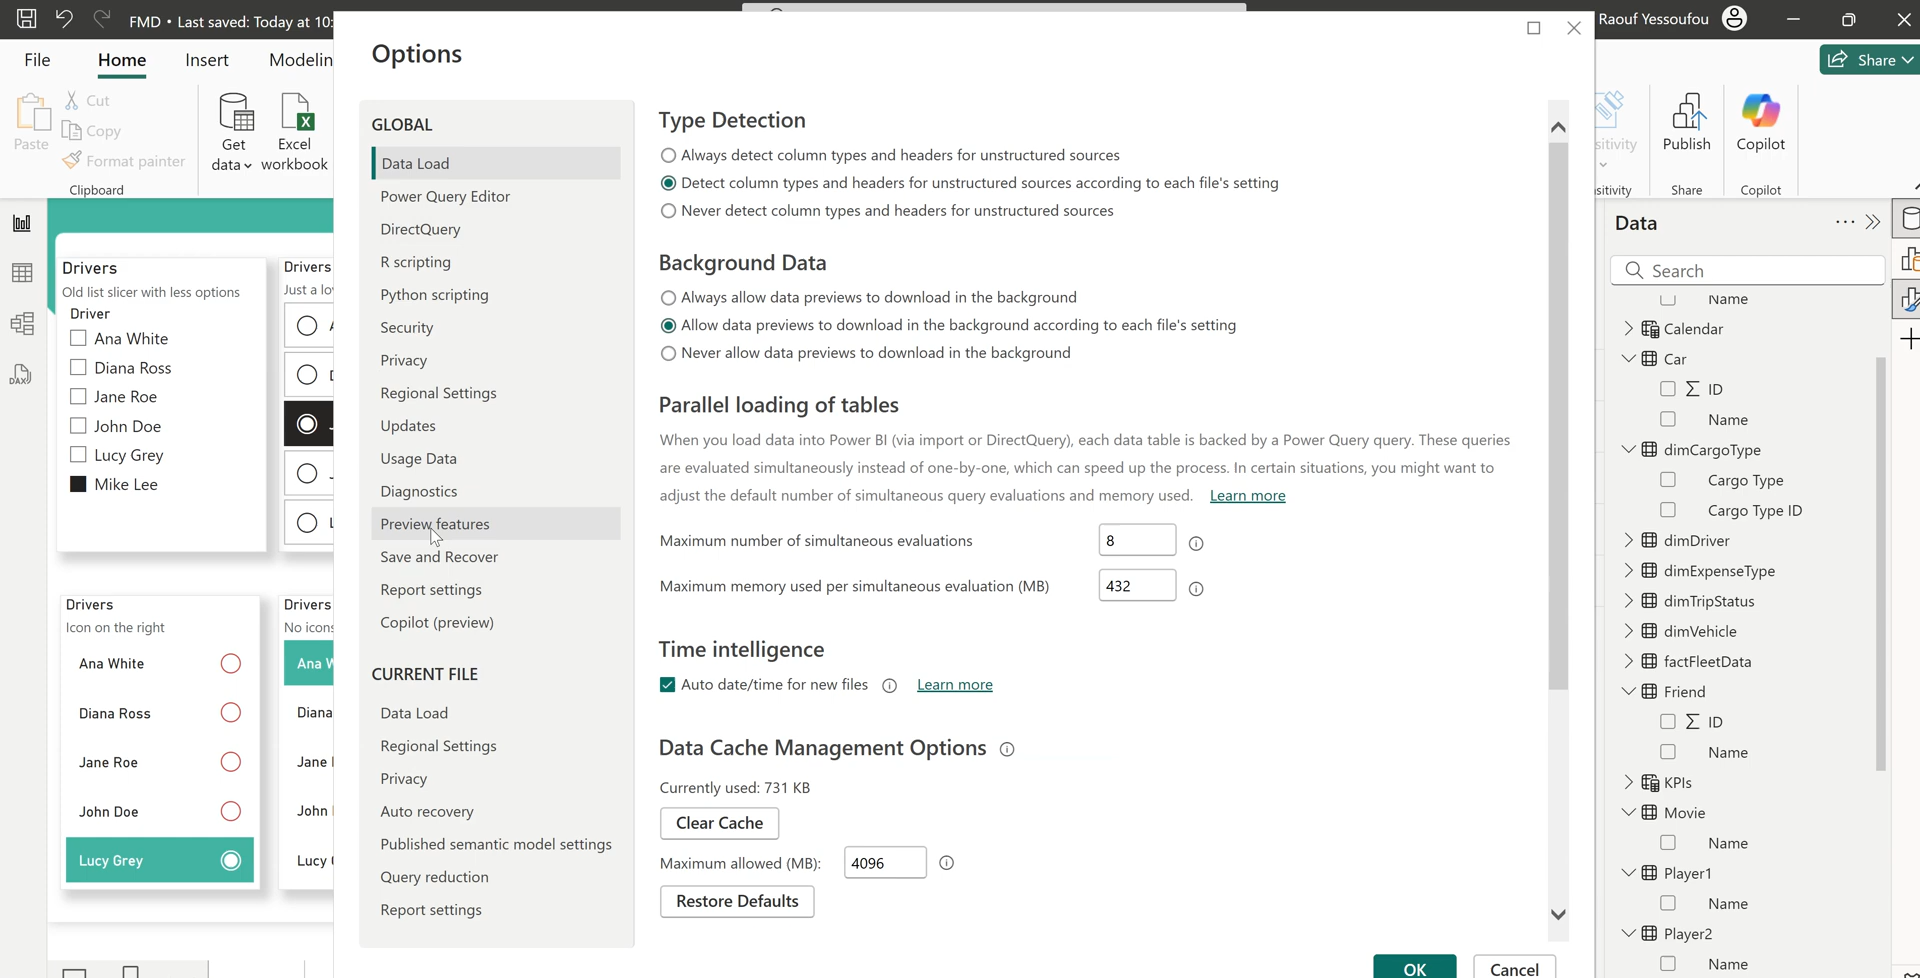 FMD • Last saved: Today at 10:
Raouf Yessoufou
File
Home
Insert
Modelin
Share
Paste
Cut
Copy
Format painter
Clipboard
Get
data
Excel
workbook
sitivity
sitivity
Publish
Share
Copilot
Copilot
Drivers
Old list slicer with less options
Driver
Ana White
Diana Ross
Jane Roe
John Doe
Lucy Grey
Mike Lee
Drivers
Just a lo
Drivers
Icon on the right
Ana White
Diana Ross
Jane Roe
John Doe
Lucy Grey
Drivers
No icons
Ana W
Diana
Jane
John
Lucy
Options
GLOBAL
Data Load
Power Query Editor
DirectQuery
R scripting
Python scripting
Security
Privacy
Regional Settings
Updates
Usage Data
Diagnostics
Preview features
Save and Recover
Report settings
Copilot (preview)
CURRENT FILE
Data Load
Regional Settings
Privacy
Auto recovery
Published semantic model settings
Query reduction
Report settings
Type Detection
Always detect column types and headers for unstructured sources
Detect column types and headers for unstructured sources according to each file's setting
Never detect column types and headers for unstructured sources
Background Data
Always allow data previews to download in the background
Allow data previews to download in the background according to each file's setting
Never allow data previews to download in the background
Parallel loading of tables
When you load data into Power BI (via import or DirectQuery), each data table is backed by a Power Query query. These queries
are evaluated simultaneously instead of one-by-one, which can speed up the process. In certain situations, you might want to
adjust the default number of simultaneous query evaluations and memory used. Learn more
Maximum number of simultaneous evaluations 8
Maximum memory used per simultaneous evaluation (MB) 432
Time intelligence
Auto date/time for new files Learn more
Data Cache Management Options
Currently used: 731 KB
Clear Cache
Maximum allowed (MB): 4096
Restore Defaults
OK
Cancel
Data
Search
Name
Calendar
Car
ID
Name
dimCargoType
Cargo Type
Cargo Type ID
dimDriver
dimExpenseType
dimTripStatus
dimVehicle
factFleetData
Friend
ID
Name
KPIs
Movie
Name
Player1
Name
Player2
Name
DAX